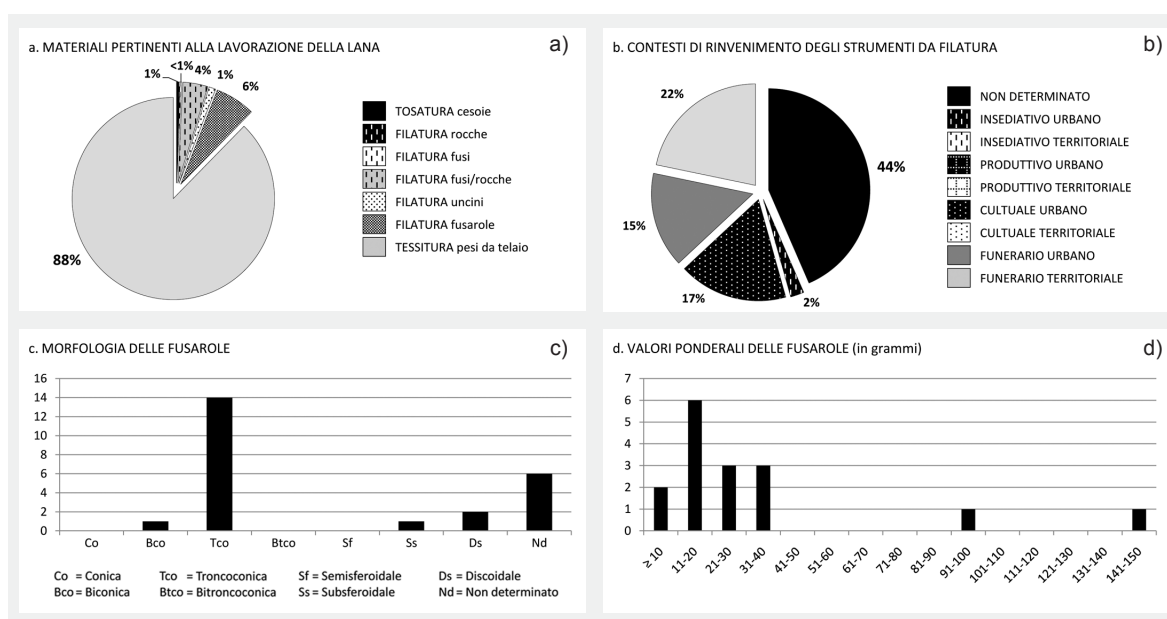 a. MATERIALI PERTINENTI ALLA LAVORAZIONE DELLA LANA
a)
1%
<1%
4%
1%
6%
88%
TOSATURA cesoie
FILATURA rocche
FILATURA fusi
FILATURA fusi/rocche
FILATURA uncini
FILATURA fusarole
TESSITURA pesi da telaio
b. CONTESTI DI RINVENIMENTO DEGLI STRUMENTI DA FILATURA
b)
22%
44%
15%
17%
2%
NON DETERMINATO
INSEDIATIVO URBANO
INSEDIATIVO TERRITORIALE
PRODUTTIVO URBANO
PRODUTTIVO TERRITORIALE
CULTUALE URBANO
CULTUALE TERRITORIALE
FUNERARIO URBANO
FUNERARIO TERRITORIALE
c. MORFOLOGIA DELLE FUSAROLE
c)
16
14
12
10
8
6
4
2
0
Co Bco Tco Btco Sf Ss Ds Nd
Co = Conica Tco = Troncoconica Sf = Semisferoidale Ds = Discoidale
Bco = Biconica Btco = Bitroncoconica Ss = Subsferoidale Nd = Non determinato
d. VALORI PONDERALI DELLE FUSAROLE (in grammi)
d)
7
6
5
4
3
2
1
0
≥ 10 11-20 21-30 31-40 41-50 51-60 61-70 71-80 81-90 91-100 101-110 111-120 121-130 131-140 141-150